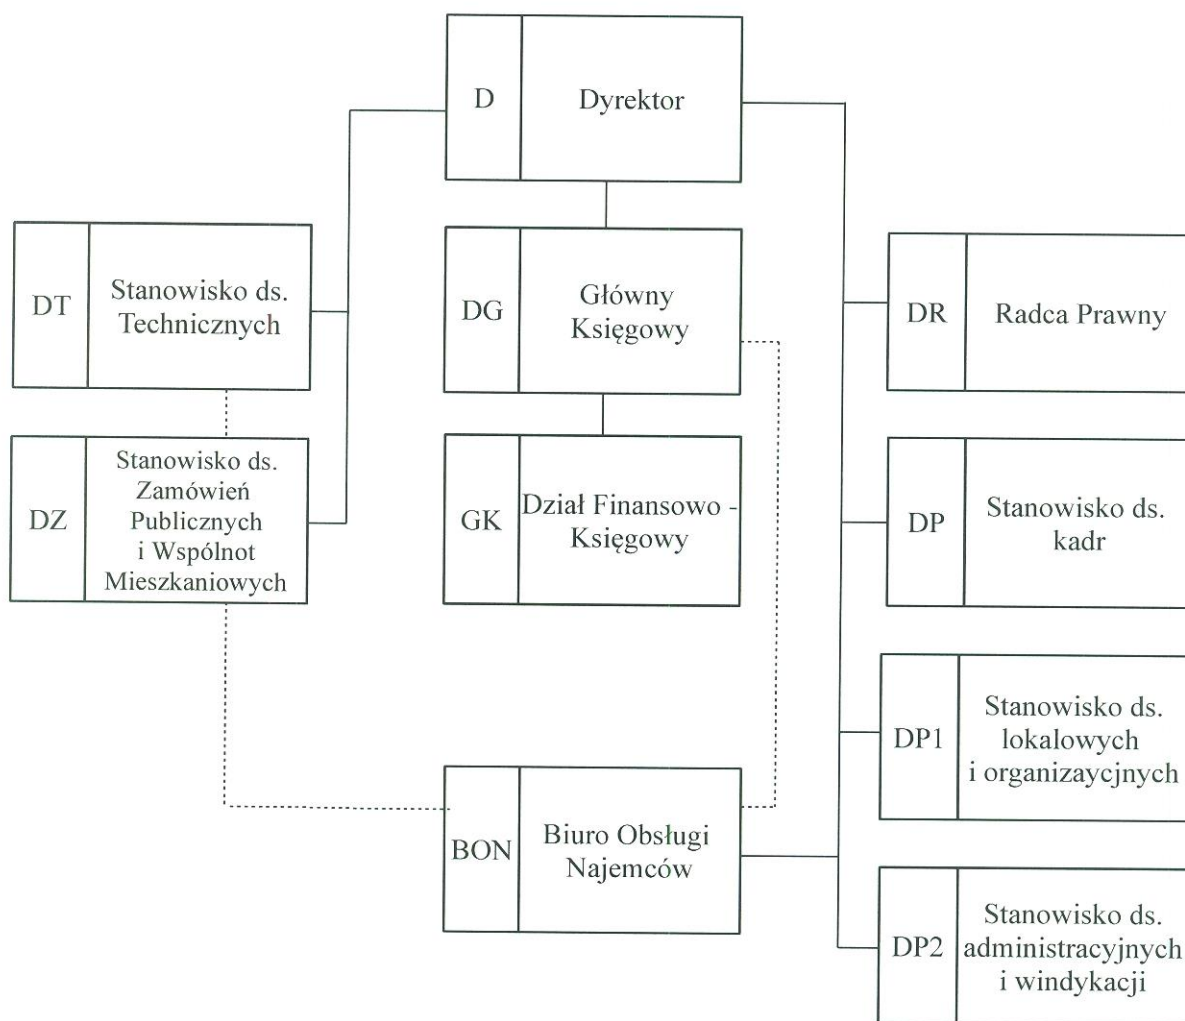 D
Dyrektor
DT
Stanowisko ds.
Technicznych
DG
Główny
Księgowy
DR
Radca Prawny
DZ
Stanowisko ds.
Zamówień
Publicznych
i Wspólnot
Mieszkaniowych
GK
Dział Finansowo -
Księgowy
DP
Stanowisko ds.
kadr
DP1
Stanowisko ds.
lokalowych
i organizaycjnych
BON
Biuro Obsługi
Najemców
DP2
Stanowisko ds.
administracyjnych
i windykacji